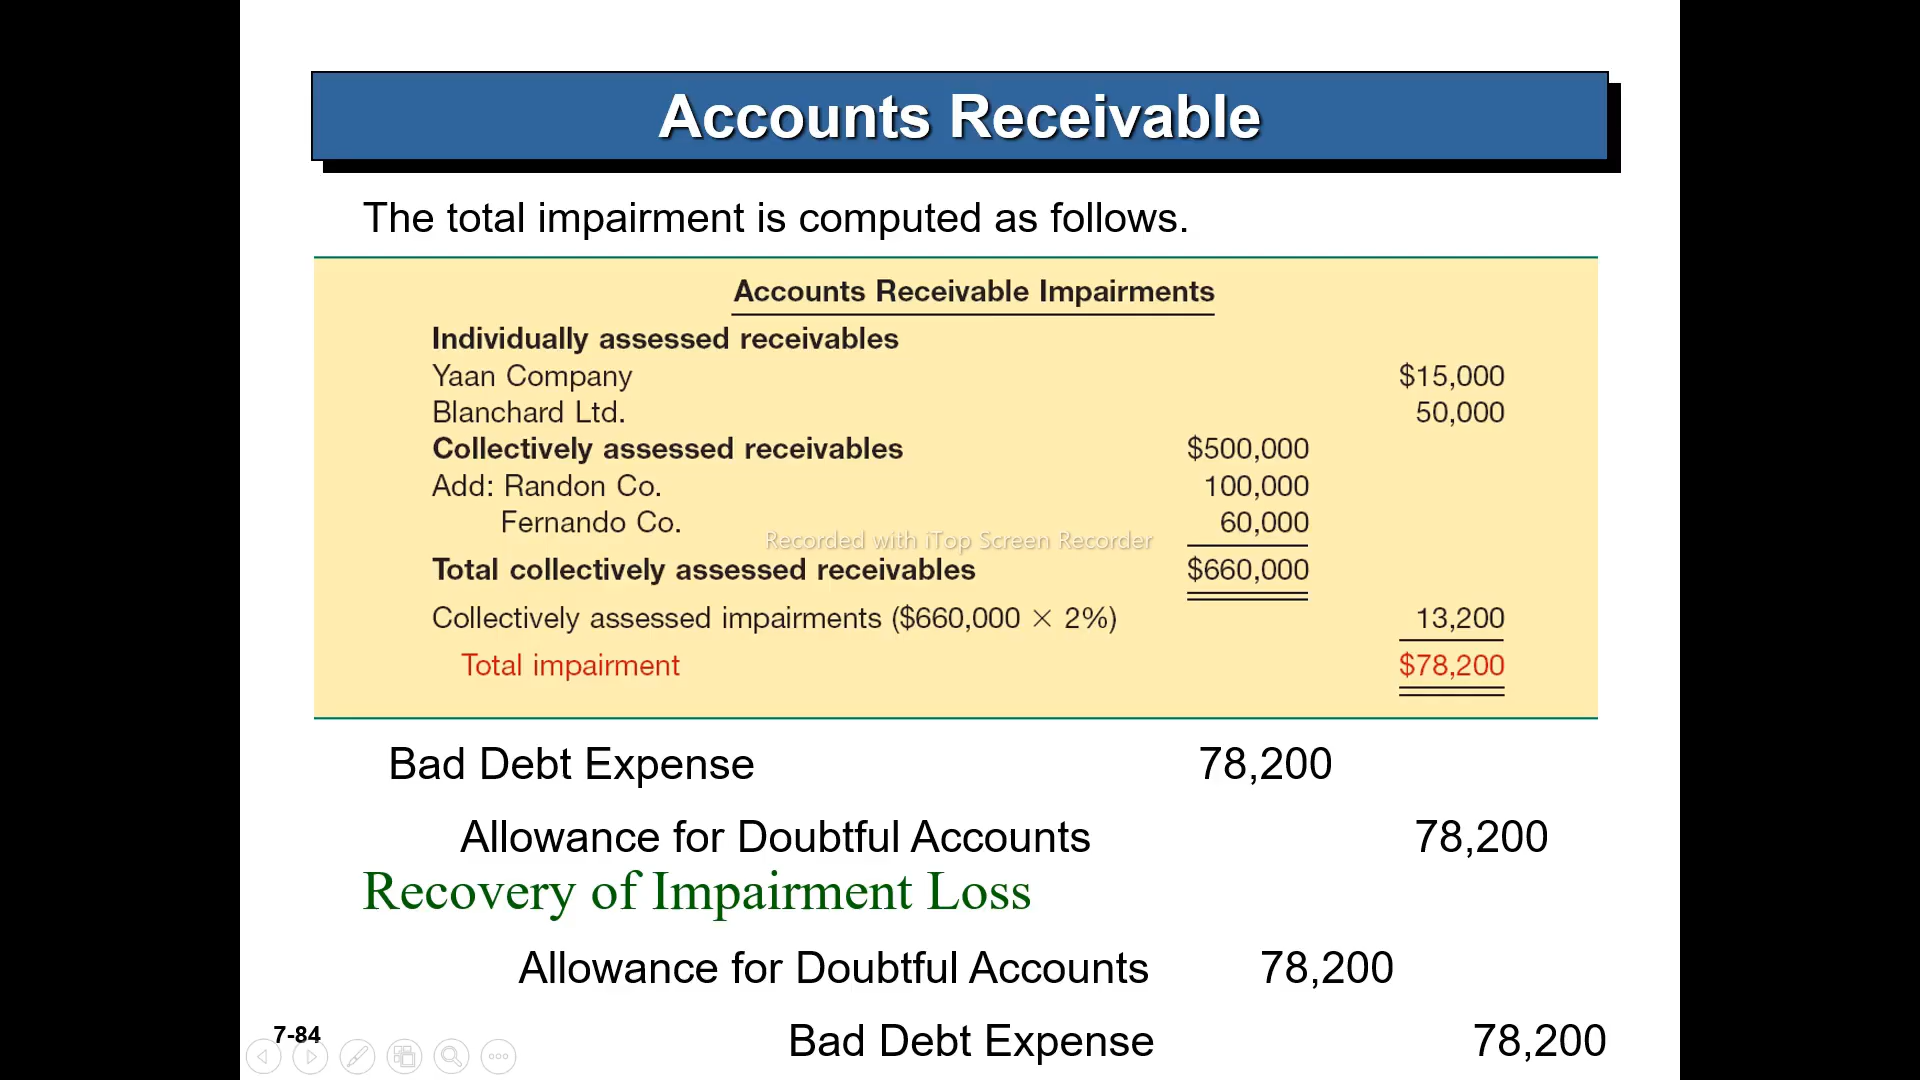 Accounts Receivable
The total impairment is computed as follows.
Accounts Receivable Impairments
Individually assessed receivables
Yaan Company $15,000
Blanchard Ltd. 50,000
Collectively assessed receivables $500,000
Add: Randon Co. 100,000
Fernando Co. 60,000
Recorded with iTop Screen Recorder
Total collectively assessed receivables $660,000
Collectively assessed impairments ($660,000 × 2%) 13,200
Total impairment $78,200
Bad Debt Expense 78,200
Allowance for Doubtful Accounts 78,200
Recovery of Impairment Loss
Allowance for Doubtful Accounts 78,200
Bad Debt Expense 78,200
7-84